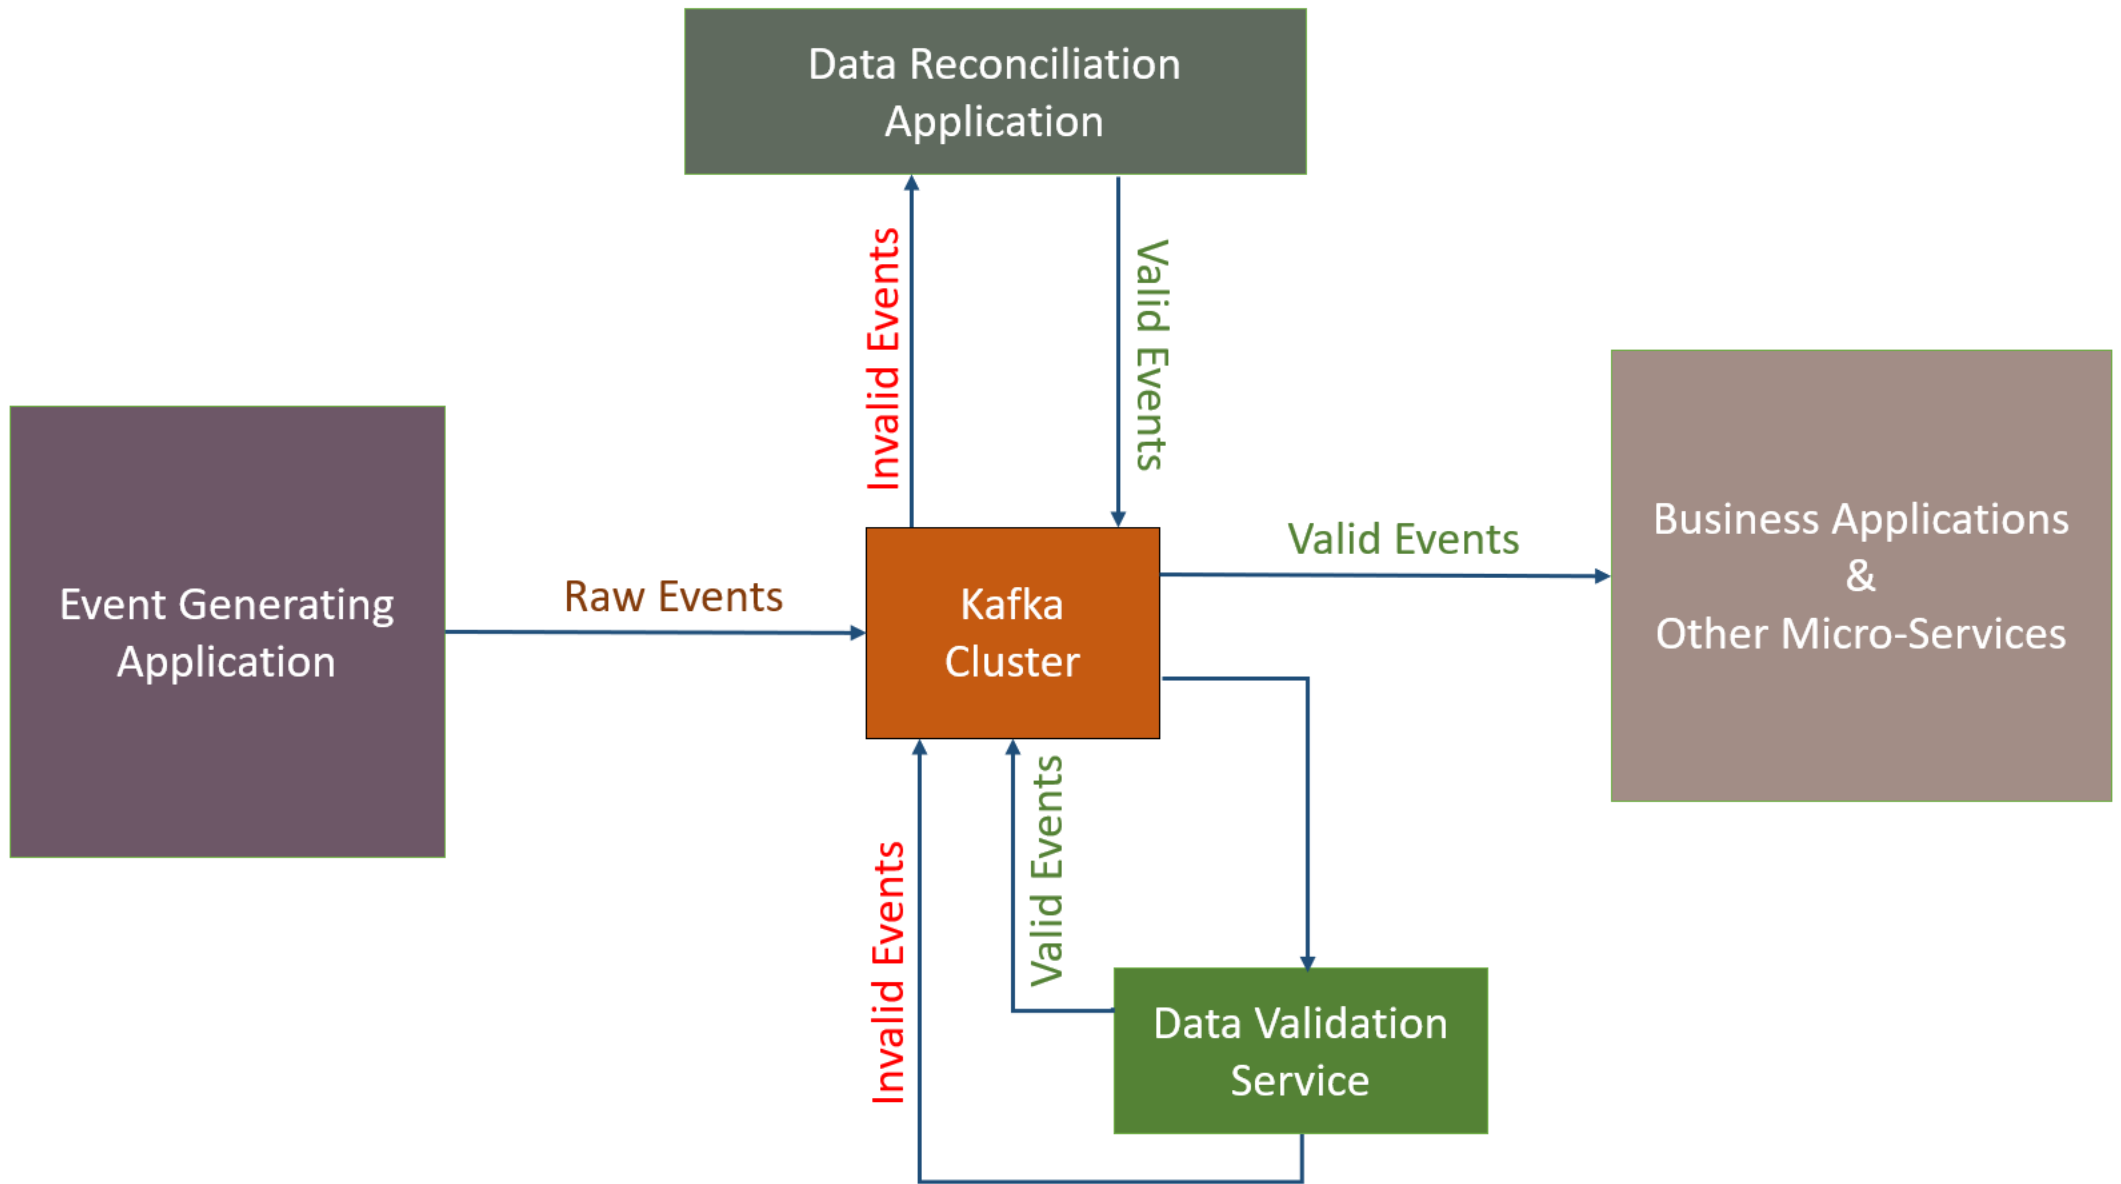 Data Reconciliation
Application
Invalid Events
Valid Events
Event Generating
Application
Raw Events
Kafka
Cluster
Valid Events
Business Applications
&
Other Micro-Services
Invalid Events
Valid Events
Data Validation
Service